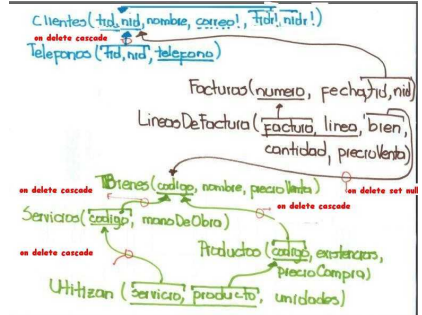 Clientes(tid,nid,nombre, correo!, tidr!,nidr!)
on delete cascade
Telefonos(tid,nid, telefono)
Facturas(numero, fecha,tid,nid)
LineasDeFactura(factura, linea, bien,
cantidad, precioVenta)
on delete cascade
Bienes(codigo, nombre, precioVenta)
on delete set null
on delete cascade
Servicios(codigo, manoDeObra)
on delete cascade
Productos(codigo, existencias,
precioCompra)
Utilizan (servicio, producto, unidades)